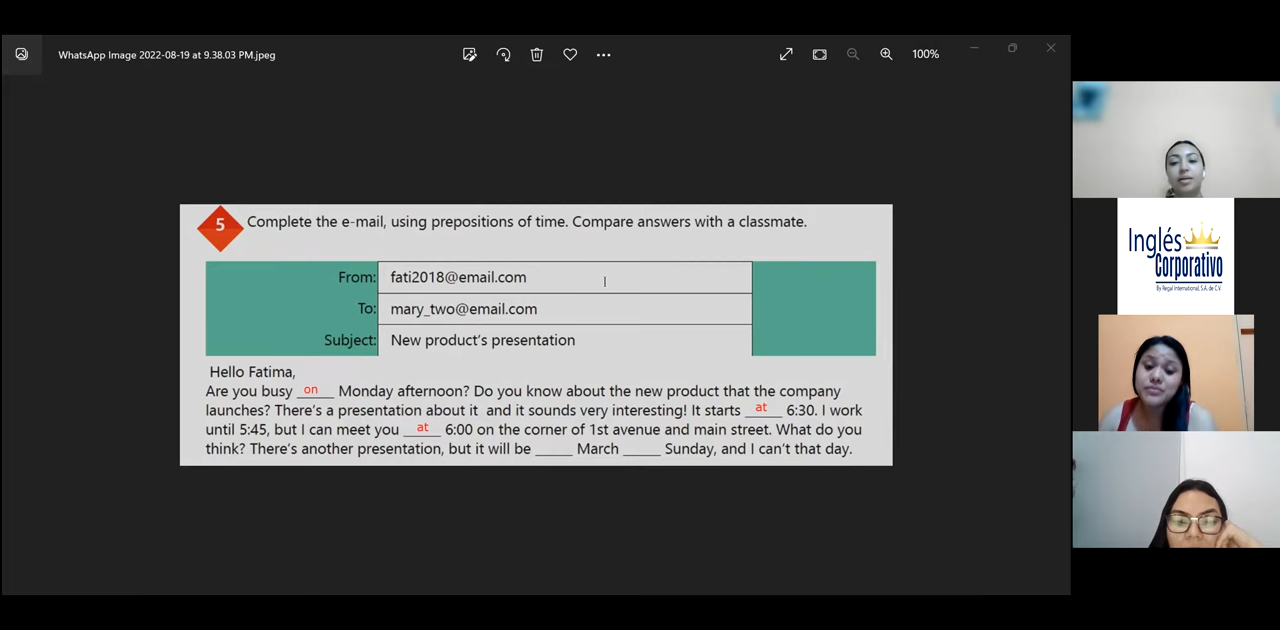 WhatsApp Image 2022-08-19 at 9.38.03 PM.jpeg
100%
5 Complete the e-mail, using prepositions of time. Compare answers with a classmate.
From: fati2018@email.com
To: mary_two@email.com
Subject: New product's presentation
Hello Fatima,
Are you busy on Monday afternoon? Do you know about the new product that the company
launches? There's a presentation about it and it sounds very interesting! It starts at 6:30. I work
until 5:45, but I can meet you at 6:00 on the corner of 1st avenue and main street. What do you
think? There's another presentation, but it will be _____ March _____ Sunday, and I can't that day.
Inglés
Corporativo
By Regal International, S.A. de C.V.